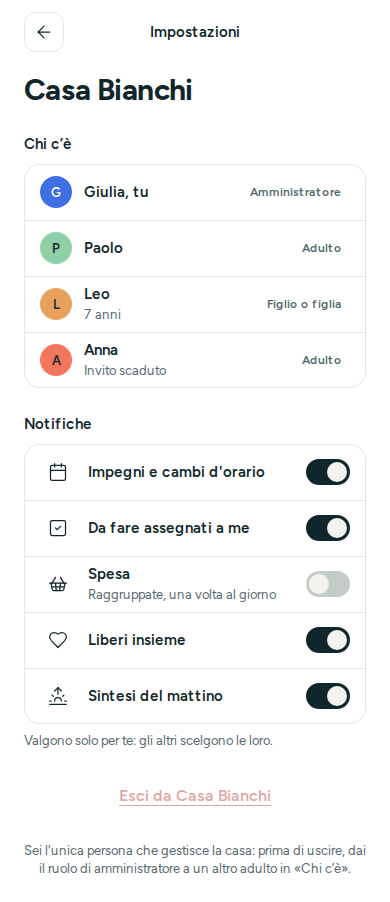 Impostazioni
Casa Bianchi
Chi c'è
G
Giulia, tu
Amministratore
P
Paolo
Adulto
L
Leo
7 anni
Figlio o figlia
A
Anna
Invito scaduto
Adulto
Notifiche
Impegni e cambi d'orario
Da fare assegnati a me
Spesa
Raggruppate, una volta al giorno
Liberi insieme
Sintesi del mattino
Valgono solo per te: gli altri scelgono le loro.
Esci da Casa Bianchi
Sei l'unica persona che gestisce la casa: prima di uscire, dai
il ruolo di amministratore a un altro adulto in «Chi c'è».